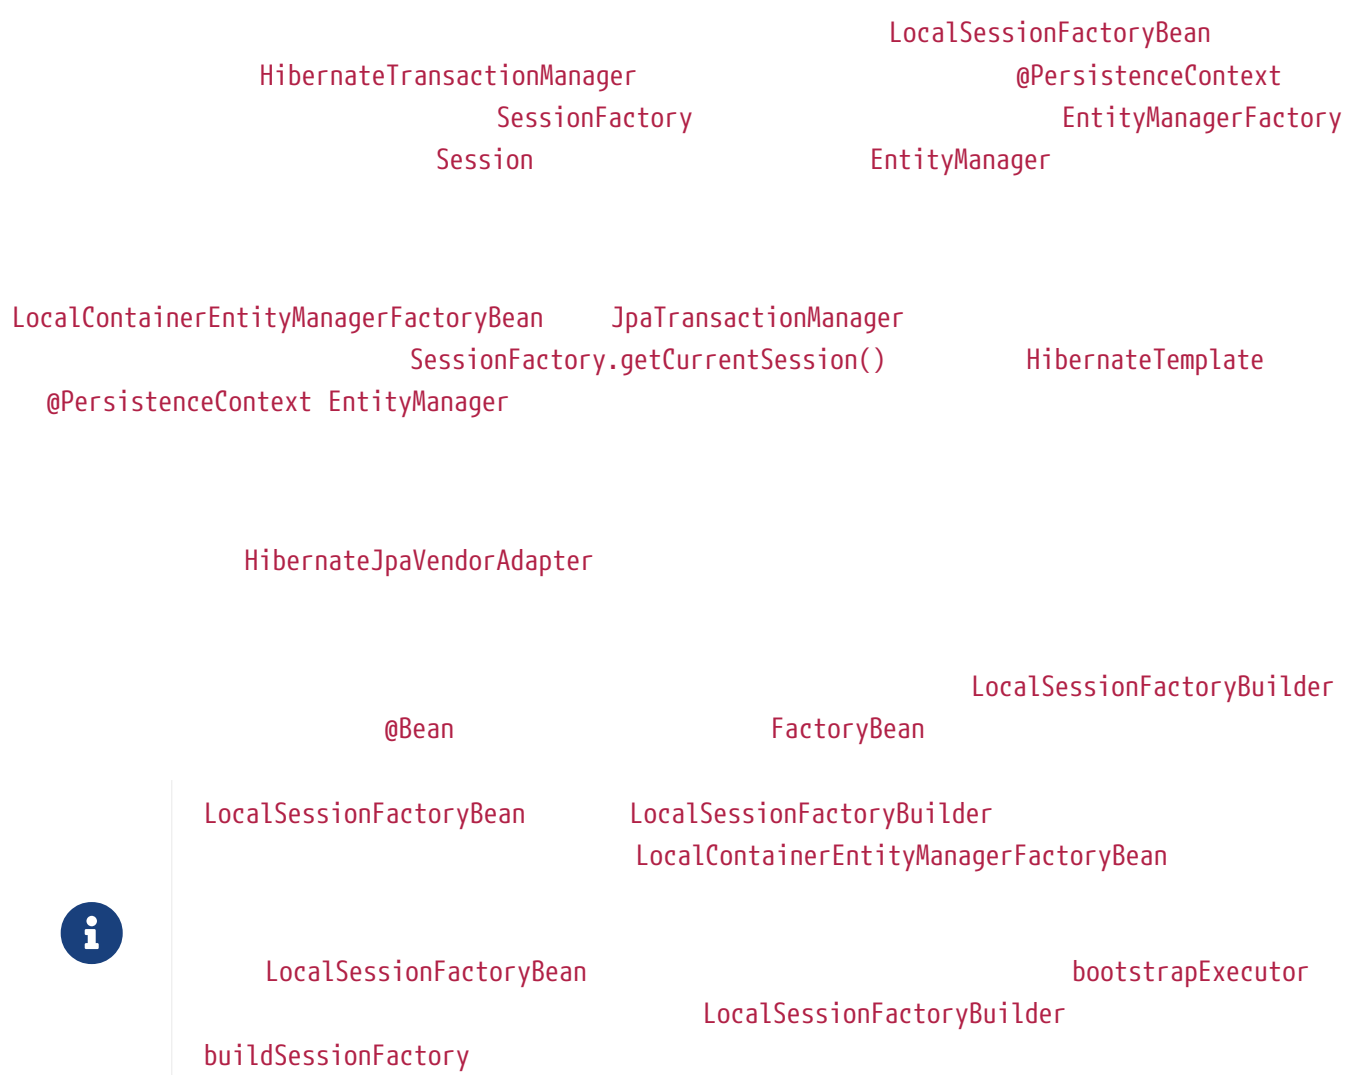 LocalSessionFactoryBean
HibernateTransactionManager @PersistenceContext
SessionFactory EntityManagerFactory
Session EntityManager
LocalContainerEntityManagerFactoryBean JpaTransactionManager
SessionFactory.getCurrentSession() HibernateTemplate
@PersistenceContext EntityManager
HibernateJpaVendorAdapter
LocalSessionFactoryBuilder
@Bean FactoryBean
LocalSessionFactoryBean LocalSessionFactoryBuilder
LocalContainerEntityManagerFactoryBean
LocalSessionFactoryBean bootstrapExecutor
LocalSessionFactoryBuilder
buildSessionFactory